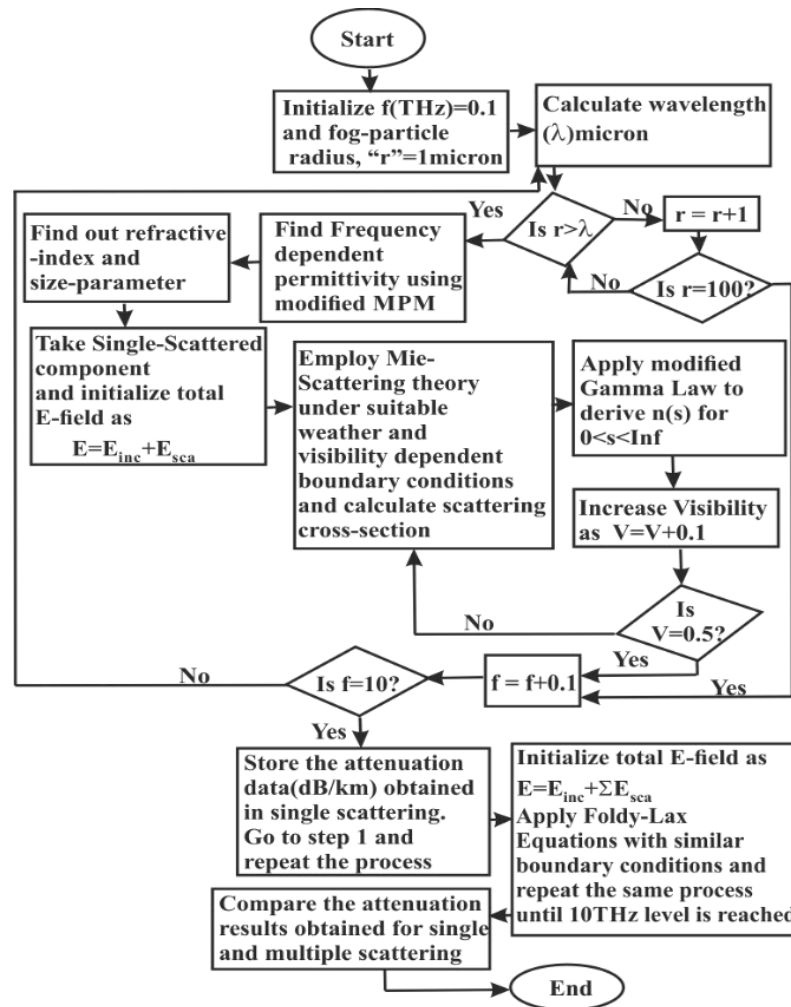 Start
Initialize f(THz)=0.1
and fog-particle
radius, “r”=1micron
Calculate wavelength
(λ)micron
Is r>λ
Yes
No
r = r+1
Is r=100?
No
Find Frequency
dependent
permittivity using
modified MPM
Find out refractive
-index and
size-parameter
Take Single-Scattered
component
and initialize total
E-field as
E=E_inc+E_sca
Employ Mie-
Scattering theory
under suitable
weather and
visibility dependent
boundary conditions
and calculate scattering
cross-section
Apply modified
Gamma Law to
derive n(s) for
0<s<Inf
Increase Visibility
as V=V+0.1
Is
V=0.5?
No
Yes
Yes
f = f+0.1
Is f=10?
No
Yes
Store the attenuation
data(dB/km) obtained
in single scattering.
Go to step 1 and
repeat the process
Initialize total E-field as
E=E_inc+ΣE_sca
Apply Foldy-Lax
Equations with similar
boundary conditions and
repeat the same process
until 10THz level is reached
Compare the attenuation
results obtained for single
and multiple scattering
End